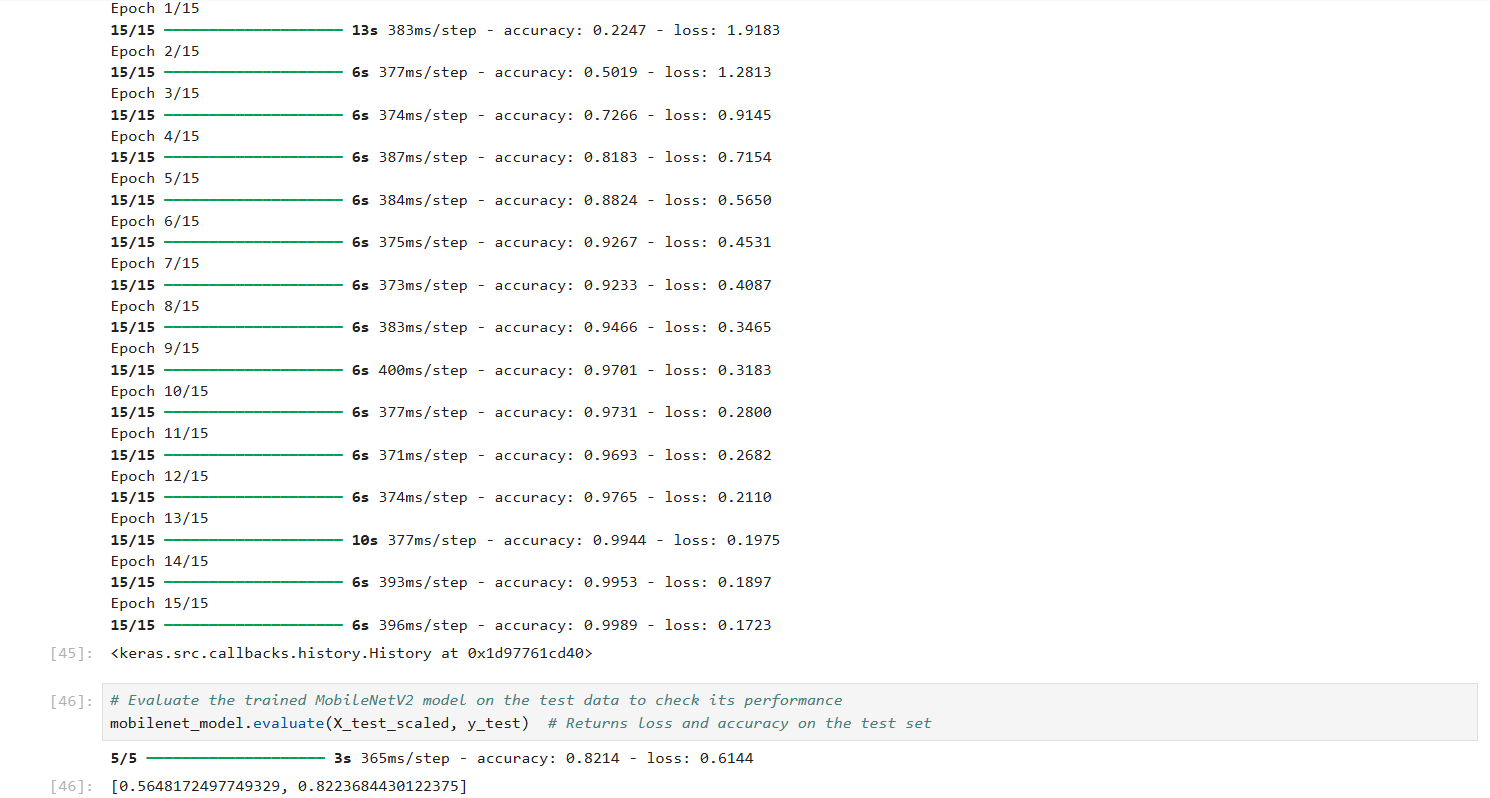 Epoch 1/15
15/15 ━━━━━━━━━━━━━━━━━━━━ 13s 383ms/step - accuracy: 0.2247 - loss: 1.9183
Epoch 2/15
15/15 ━━━━━━━━━━━━━━━━━━━━ 6s 377ms/step - accuracy: 0.5019 - loss: 1.2813
Epoch 3/15
15/15 ━━━━━━━━━━━━━━━━━━━━ 6s 374ms/step - accuracy: 0.7266 - loss: 0.9145
Epoch 4/15
15/15 ━━━━━━━━━━━━━━━━━━━━ 6s 387ms/step - accuracy: 0.8183 - loss: 0.7154
Epoch 5/15
15/15 ━━━━━━━━━━━━━━━━━━━━ 6s 384ms/step - accuracy: 0.8824 - loss: 0.5650
Epoch 6/15
15/15 ━━━━━━━━━━━━━━━━━━━━ 6s 375ms/step - accuracy: 0.9267 - loss: 0.4531
Epoch 7/15
15/15 ━━━━━━━━━━━━━━━━━━━━ 6s 373ms/step - accuracy: 0.9233 - loss: 0.4087
Epoch 8/15
15/15 ━━━━━━━━━━━━━━━━━━━━ 6s 383ms/step - accuracy: 0.9466 - loss: 0.3465
Epoch 9/15
15/15 ━━━━━━━━━━━━━━━━━━━━ 6s 400ms/step - accuracy: 0.9701 - loss: 0.3183
Epoch 10/15
15/15 ━━━━━━━━━━━━━━━━━━━━ 6s 377ms/step - accuracy: 0.9731 - loss: 0.2800
Epoch 11/15
15/15 ━━━━━━━━━━━━━━━━━━━━ 6s 371ms/step - accuracy: 0.9693 - loss: 0.2682
Epoch 12/15
15/15 ━━━━━━━━━━━━━━━━━━━━ 6s 374ms/step - accuracy: 0.9765 - loss: 0.2110
Epoch 13/15
15/15 ━━━━━━━━━━━━━━━━━━━━ 10s 377ms/step - accuracy: 0.9944 - loss: 0.1975
Epoch 14/15
15/15 ━━━━━━━━━━━━━━━━━━━━ 6s 393ms/step - accuracy: 0.9953 - loss: 0.1897
Epoch 15/15
15/15 ━━━━━━━━━━━━━━━━━━━━ 6s 396ms/step - accuracy: 0.9989 - loss: 0.1723
[45]: <keras.src.callbacks.history.History at 0x1d97761cd40>
[46]: # Evaluate the trained MobileNetV2 model on the test data to check its performance
mobilenet_model.evaluate(X_test_scaled, y_test)  # Returns loss and accuracy on the test set
5/5 ━━━━━━━━━━━━━━━━━━━━ 3s 365ms/step - accuracy: 0.8214 - loss: 0.6144
[46]: [0.5648172497749329, 0.8223684430122375]